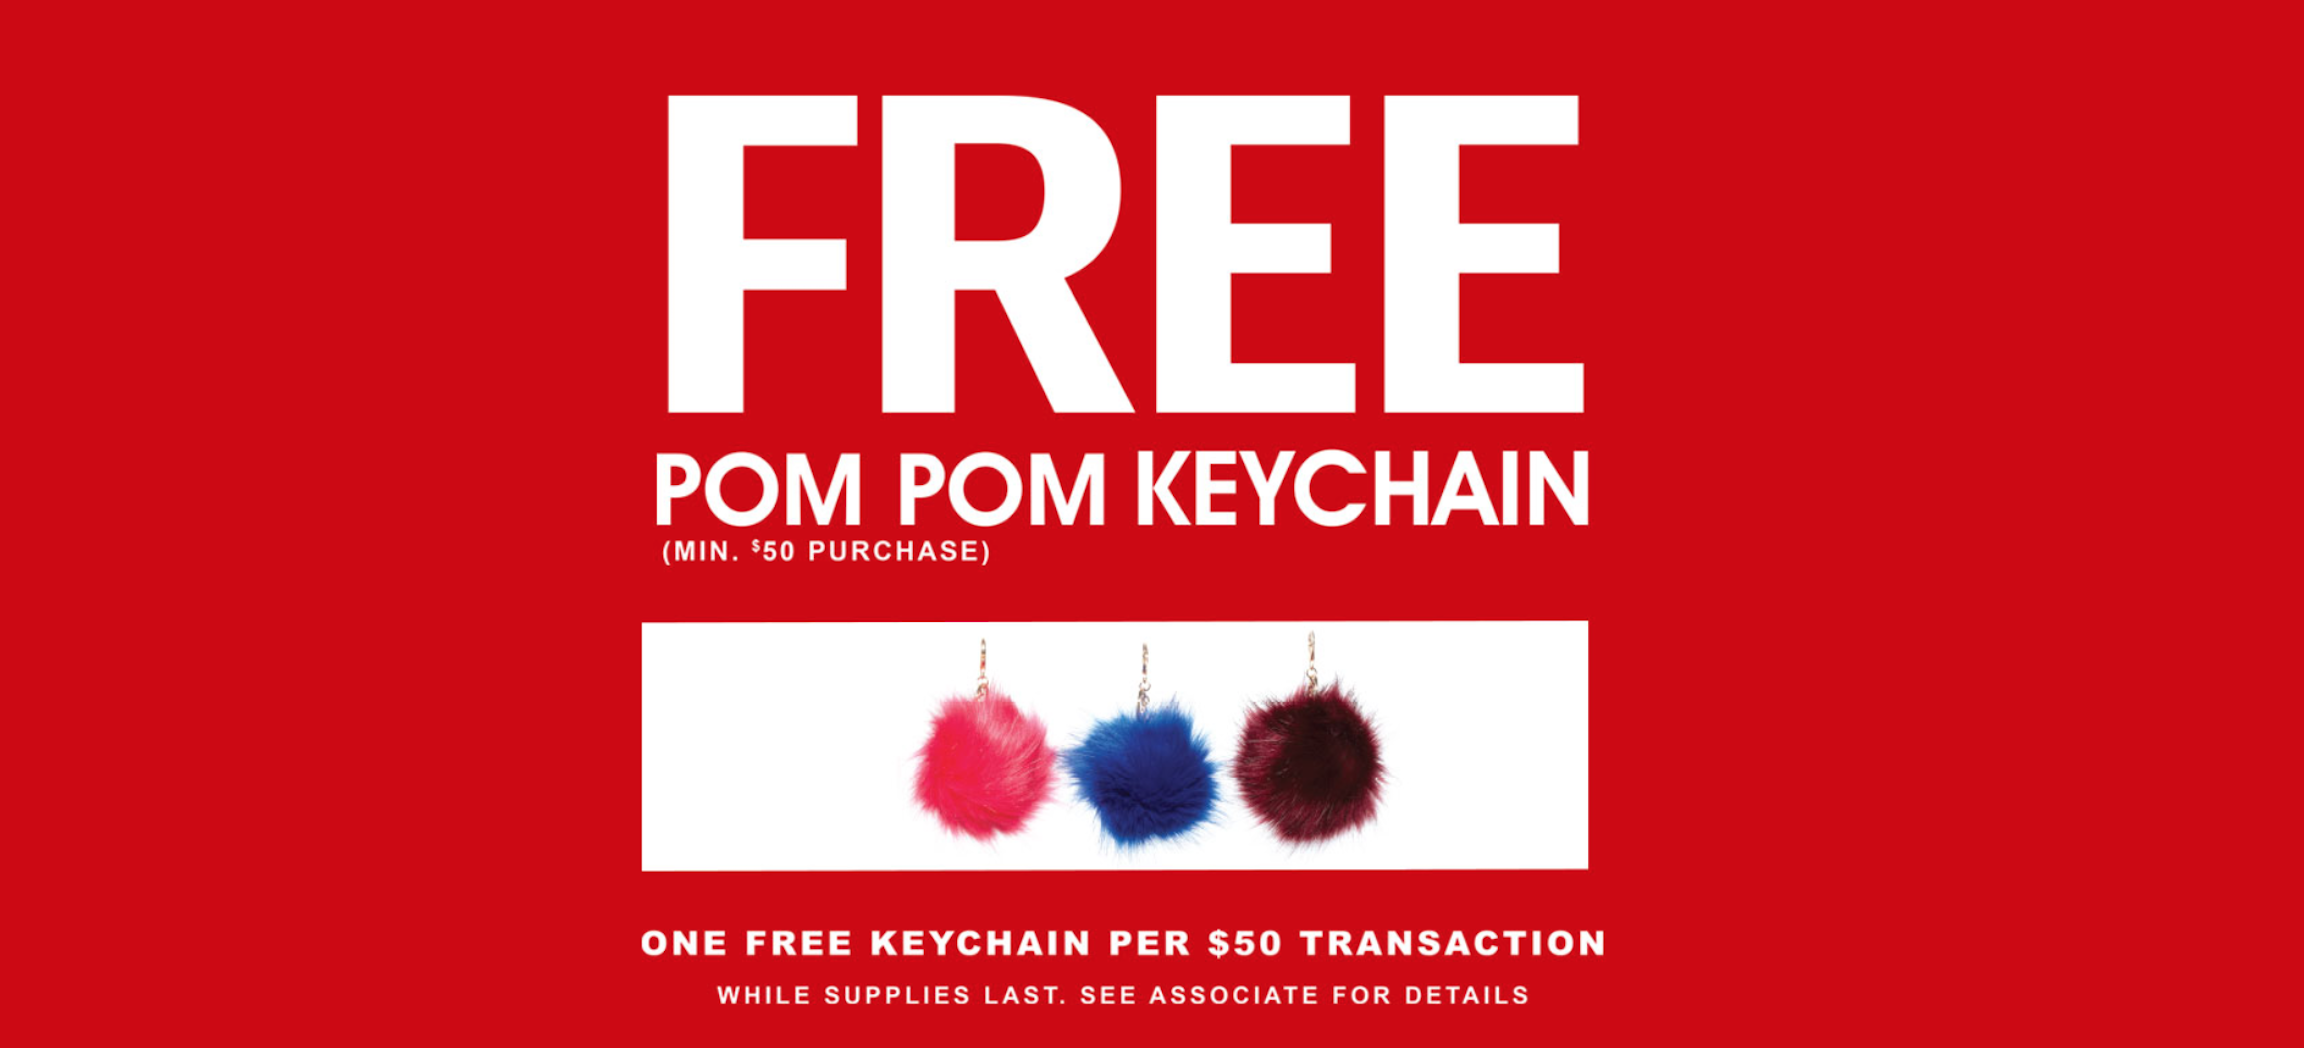 FREE
POM POM KEYCHAIN
(MIN. $50 PURCHASE)
ONE FREE KEYCHAIN PER $50 TRANSACTION
WHILE SUPPLIES LAST. SEE ASSOCIATE FOR DETAILS